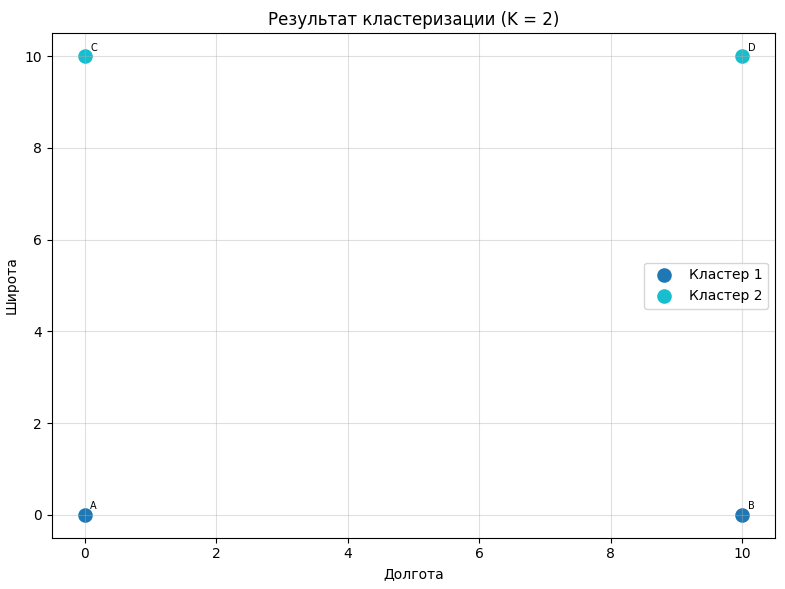 Результат кластеризации (K = 2)
C
D
10
8
6
4
2
0
Широта
Кластер 1
Кластер 2
A
B
0
2
4
6
8
10
Долгота